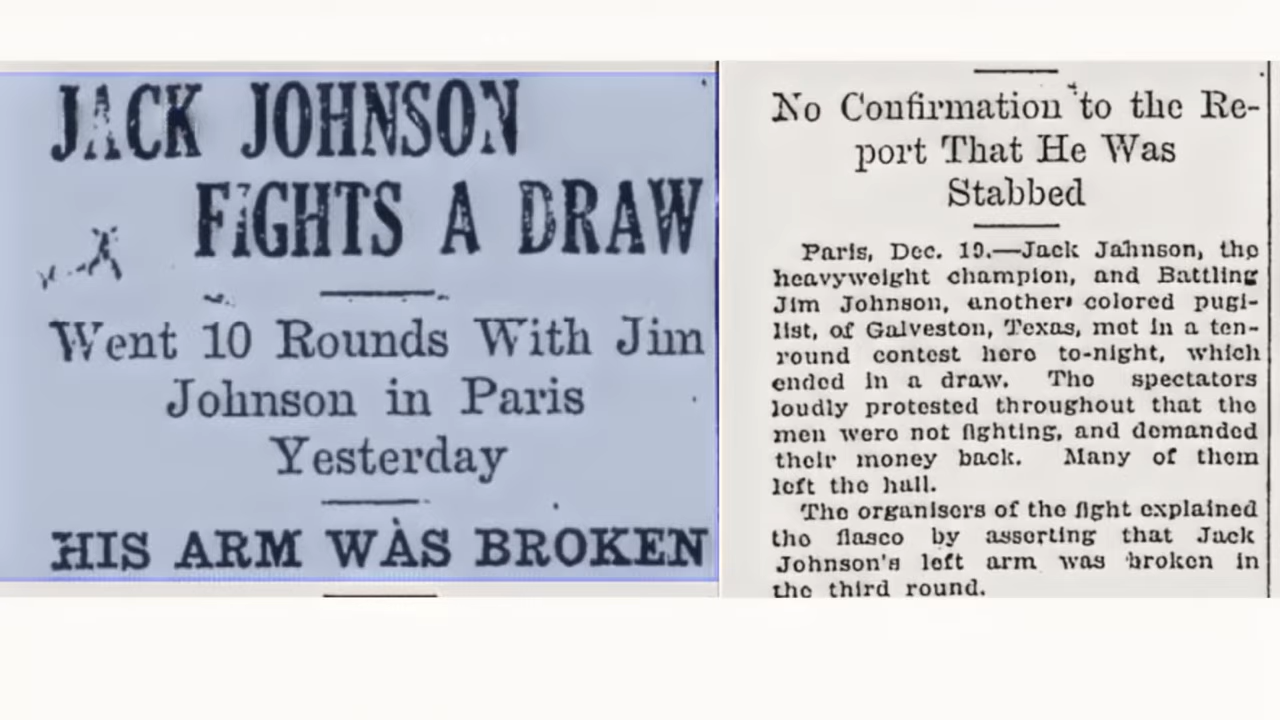 JACK JOHNSON
FIGHTS A DRAW
Went 10 Rounds With Jim
Johnson in Paris
Yesterday
HIS ARM WAS BROKEN
No Confirmation to the Re-
port That He Was
Stabbed
Paris, Dec. 19.—Jack Jahnson, the
heavyweight champion, and Battling
Jim Johnson, another colored pugi-
list, of Galveston, Texas, met in a ten-
round contest here to-night, which
ended in a draw. The spectators
loudly protested throughout that the
men were not fighting, and demanded
their money back. Many of them
left the hall.
The organisers of the fight explained
the fiasco by asserting that Jack
Johnson's left arm was broken in
the third round.